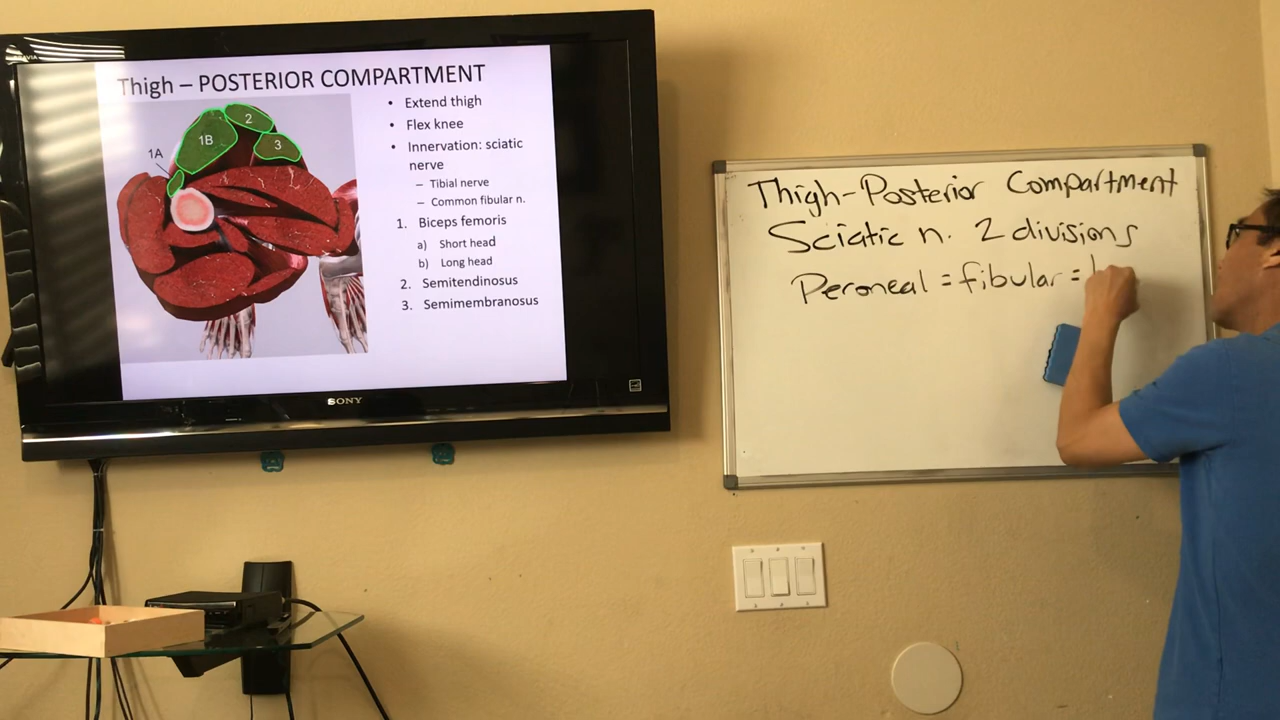 Thigh – POSTERIOR COMPARTMENT
1A
1B
2
3
• Extend thigh
• Flex knee
• Innervation: sciatic
nerve
– Tibial nerve
– Common fibular n.
1. Biceps femoris
a) Short head
b) Long head
2. Semitendinosus
3. Semimembranosus
SONY
Thigh-Posterior Compartment
Sciatic n. 2 divisions
Peroneal = fibular =